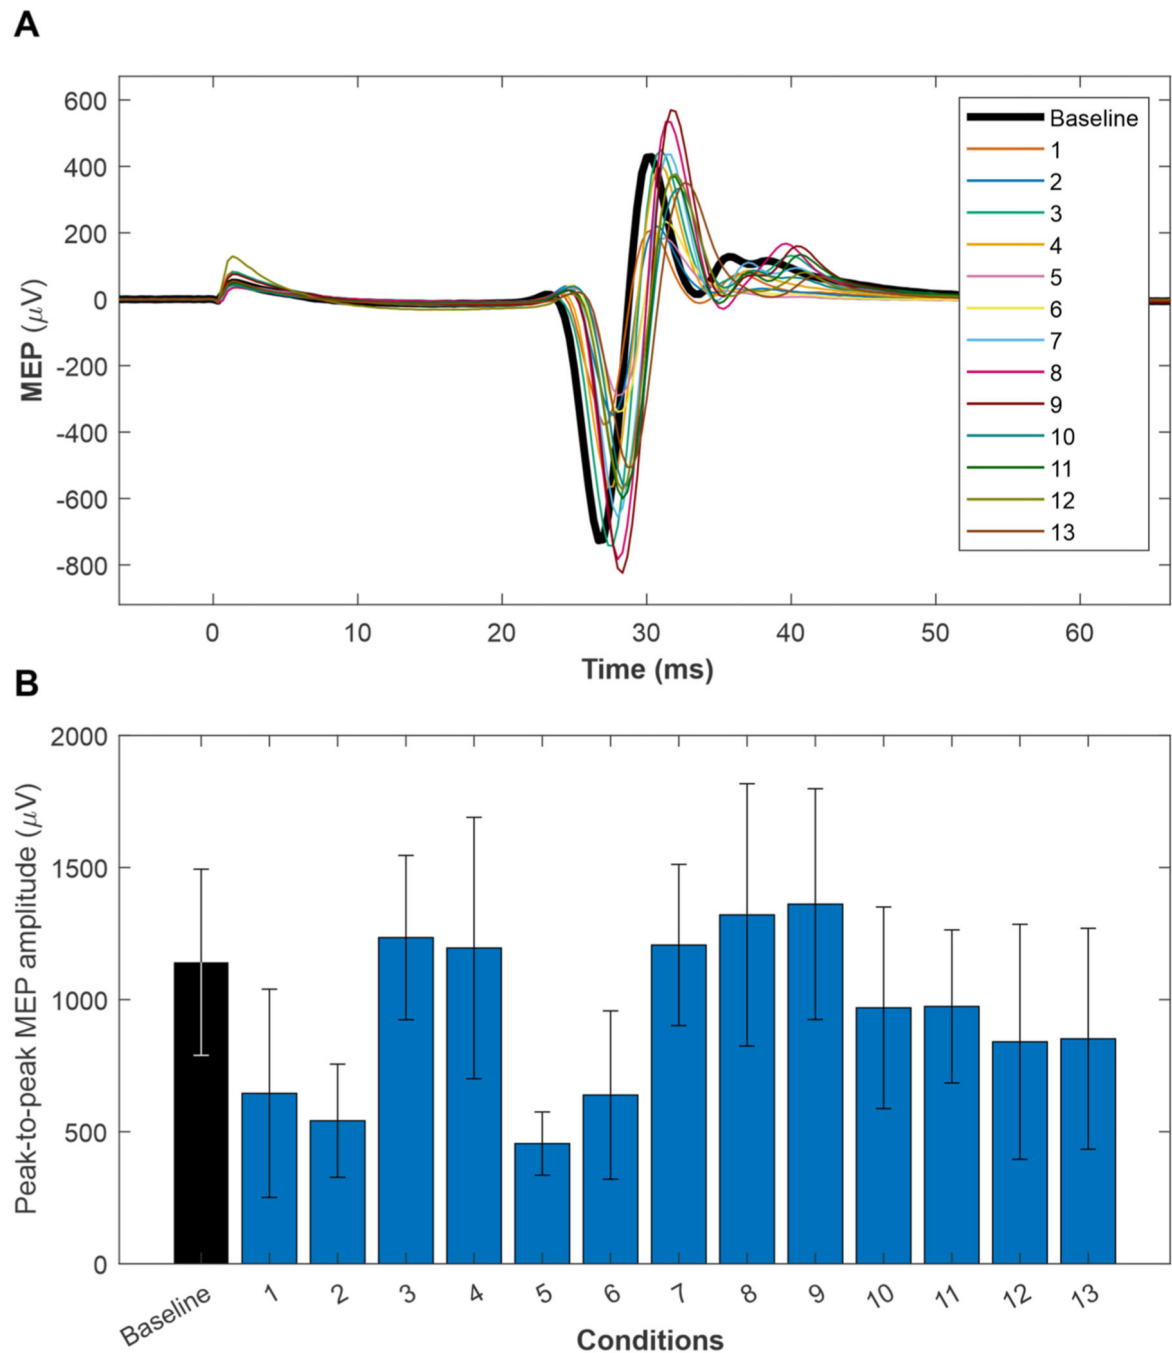 A
600
400
200
0
-200
-400
-600
-800
MEP (μV)
0 10 20 30 40 50 60
Time (ms)
Baseline
1
2
3
4
5
6
7
8
9
10
11
12
13
B
2000
1500
1000
500
0
Peak-to-peak MEP amplitude (μV)
Baseline 1 2 3 4 5 6 7 8 9 10 11 12 13
Conditions